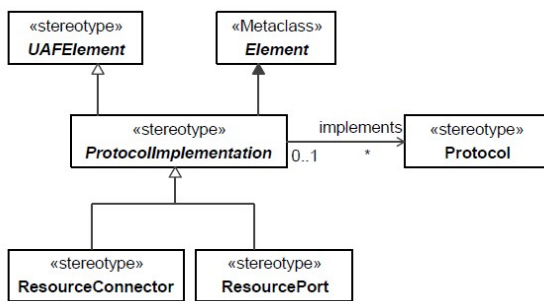 «stereotype»
UAFElement
«Metaclass»
Element
«stereotype»
ProtocolImplementation
implements
0..1
*
«stereotype»
Protocol
«stereotype»
ResourceConnector
«stereotype»
ResourcePort